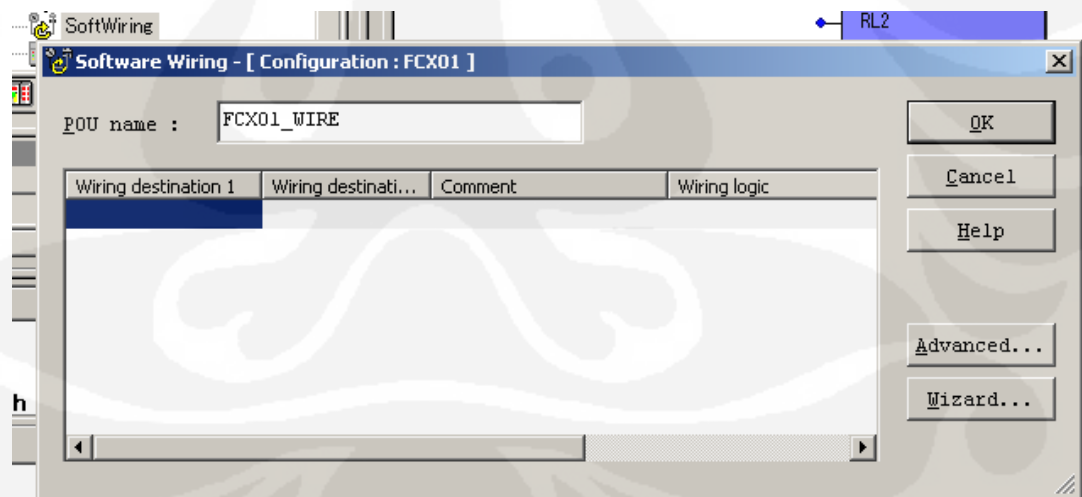 SoftWiring
RL2
Software Wiring - [ Configuration : FCX01 ]
POU name :
FCX01_WIRE
OK
Wiring destination 1
Wiring destinati...
Comment
Wiring logic
Cancel
Help
Advanced...
h
Wizard...